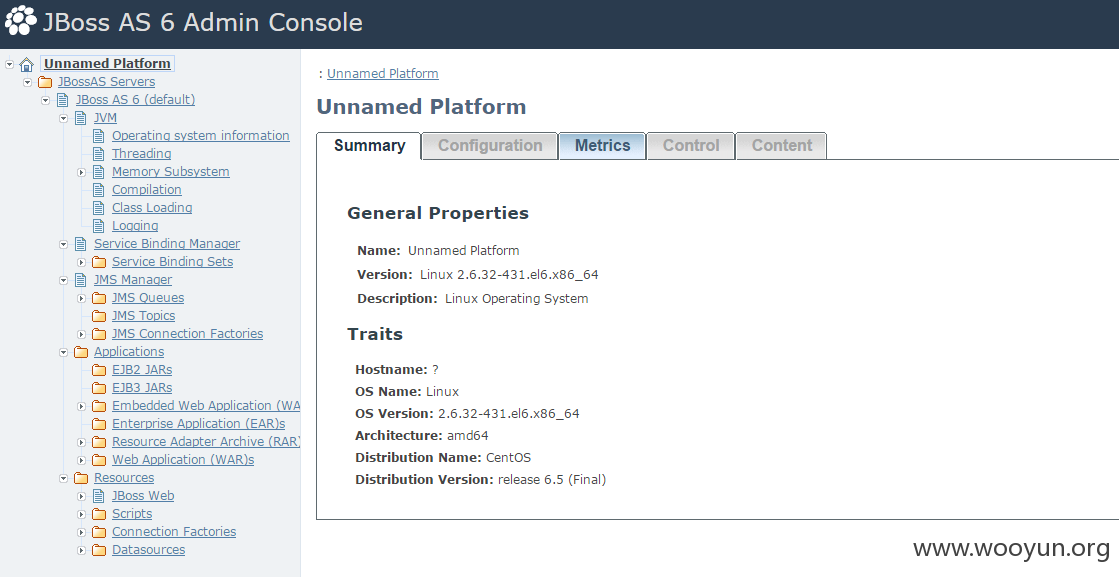 JBoss AS 6 Admin Console
Unnamed Platform
JBossAS Servers
JBoss AS 6 (default)
JVM
Operating system information
Threading
Memory Subsystem
Compilation
Class Loading
Logging
Service Binding Manager
Service Binding Sets
JMS Manager
JMS Queues
JMS Topics
JMS Connection Factories
Applications
EJB2 JARs
EJB3 JARs
Embedded Web Application (WA
Enterprise Application (EAR)s
Resource Adapter Archive (RAR)
Web Application (WAR)s
Resources
JBoss Web
Scripts
Connection Factories
Datasources
: Unnamed Platform
Unnamed Platform
Summary Configuration Metrics Control Content
General Properties
Name: Unnamed Platform
Version: Linux 2.6.32-431.el6.x86_64
Description: Linux Operating System
Traits
Hostname: ?
OS Name: Linux
OS Version: 2.6.32-431.el6.x86_64
Architecture: amd64
Distribution Name: CentOS
Distribution Version: release 6.5 (Final)
www.wooyun.org